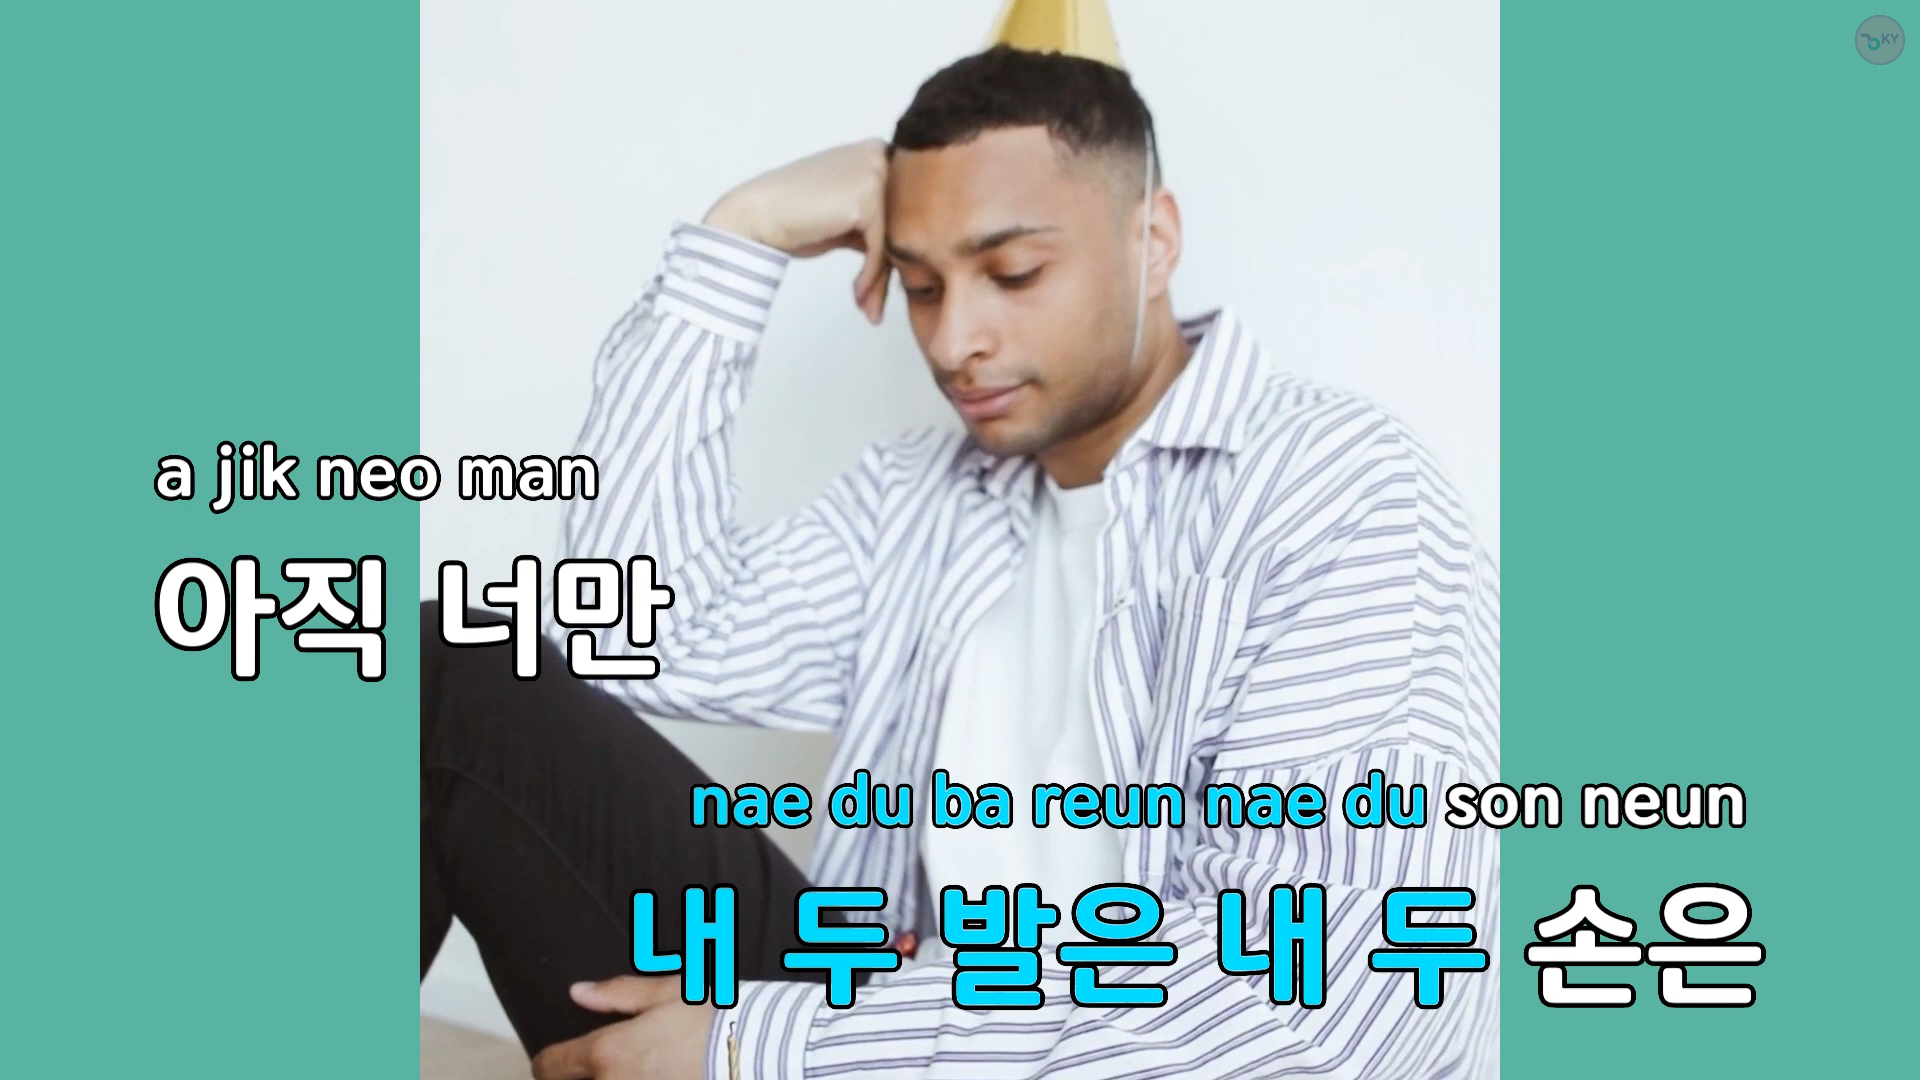 KY
a jik neo man
아직 너만
nae du ba reun nae du son neun
내 두 발은 내 두 손은